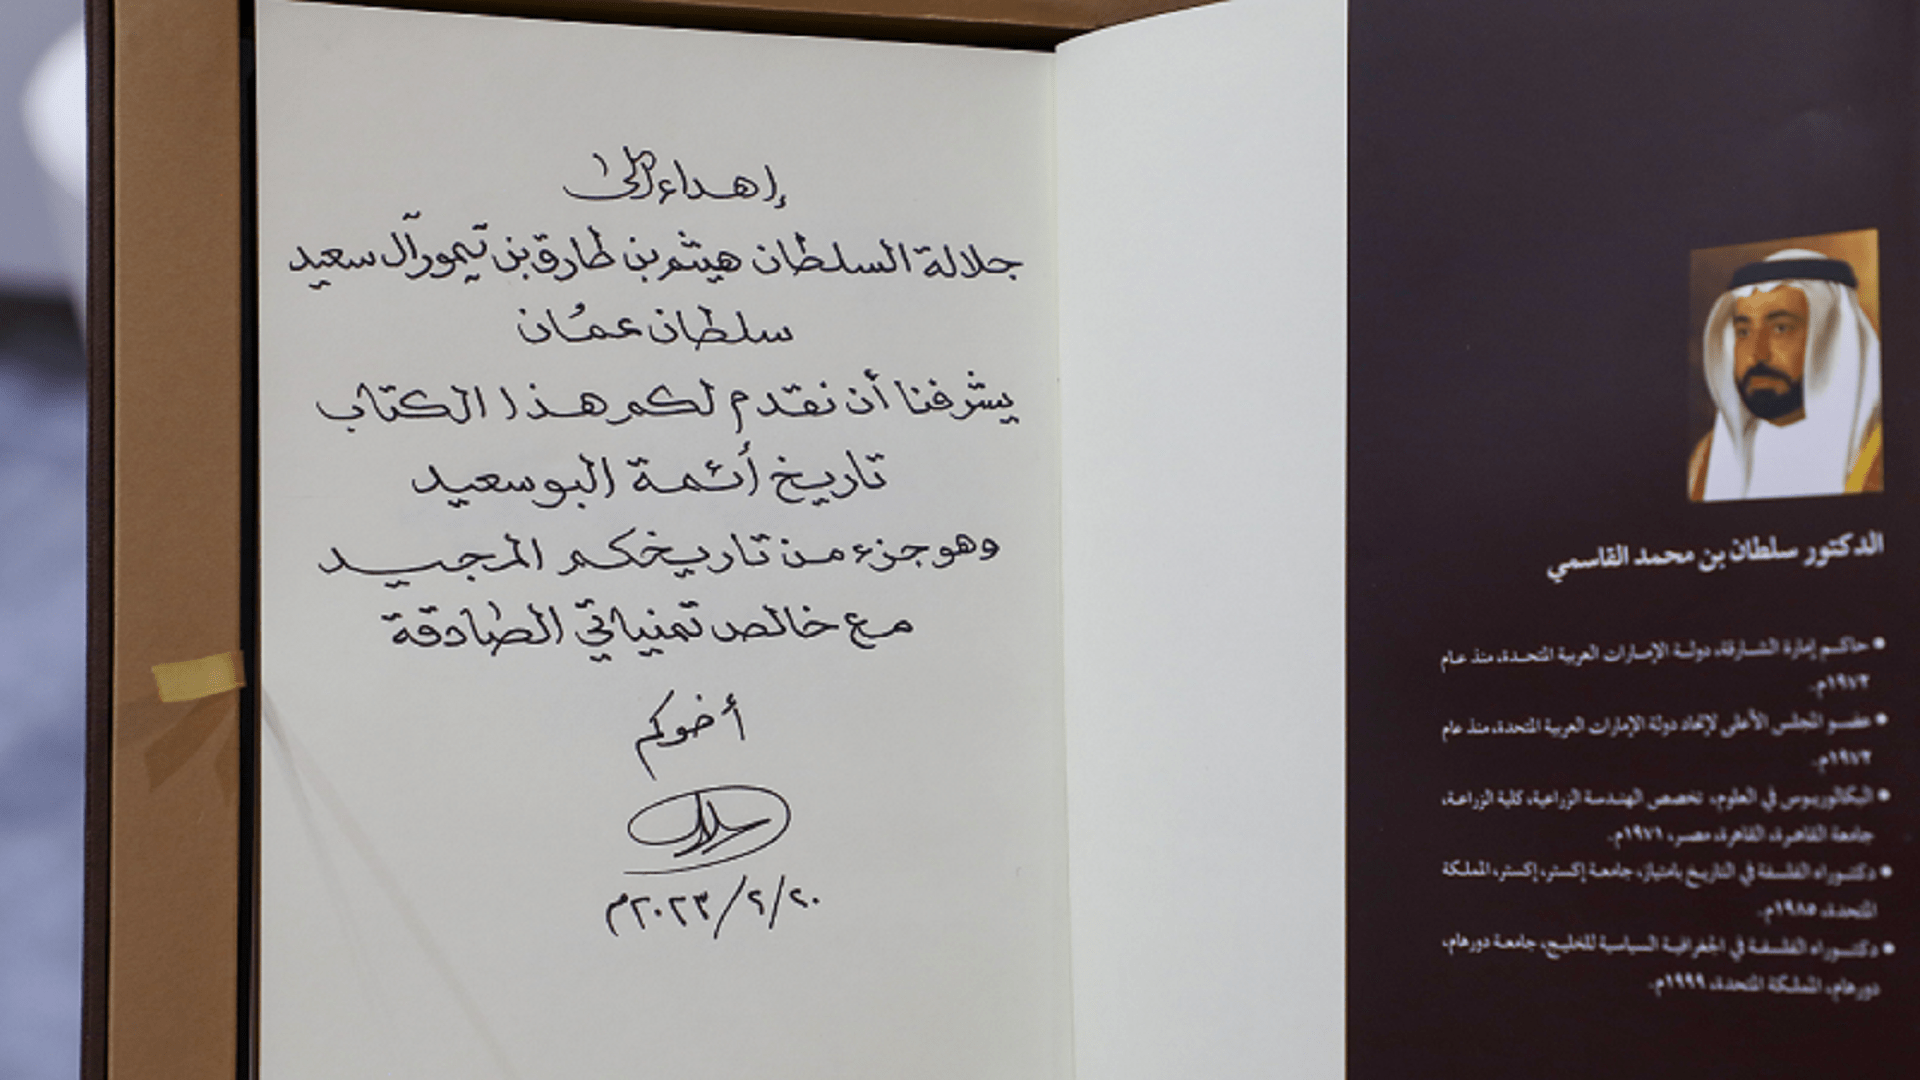 إهداء إلى
جلالة السلطان هيثم بن طارق بن تيمور آل سعيد
سلطان عمُان
يشرفنا أن نقدم لكم هذا الكتاب
تاريخ أئمة البوسعيد
وهو جزء من تاريخكم المجيد
مع خالص تمنياتي الصادقة
أخوكم
٢٠/٢/٢٠٢٣م
الدكتور سلطان بن محمد القاسمي
• حاكم إمارة الشارقة، دولة الإمارات العربية المتحدة، منذ عام
١٩٧٢م.
• عضو المجلس الأعلى لاتحاد دولة الإمارات العربية المتحدة، منذ عام
١٩٧٢م.
• البكالوريوس في العلوم، تخصص الهندسة الزراعية، كلية الزراعة،
جامعة القاهرة، القاهرة، مصر، ١٩٧١م.
• دكتوراه الفلسفة في التاريخ بامتياز، جامعة إكستر، إكستر، المملكة
المتحدة، ١٩٨٥م.
• دكتوراه الفلسفة في الجغرافية السياسية للخليج، جامعة دورهام،
دورهام، المملكة المتحدة، ١٩٩٩م.